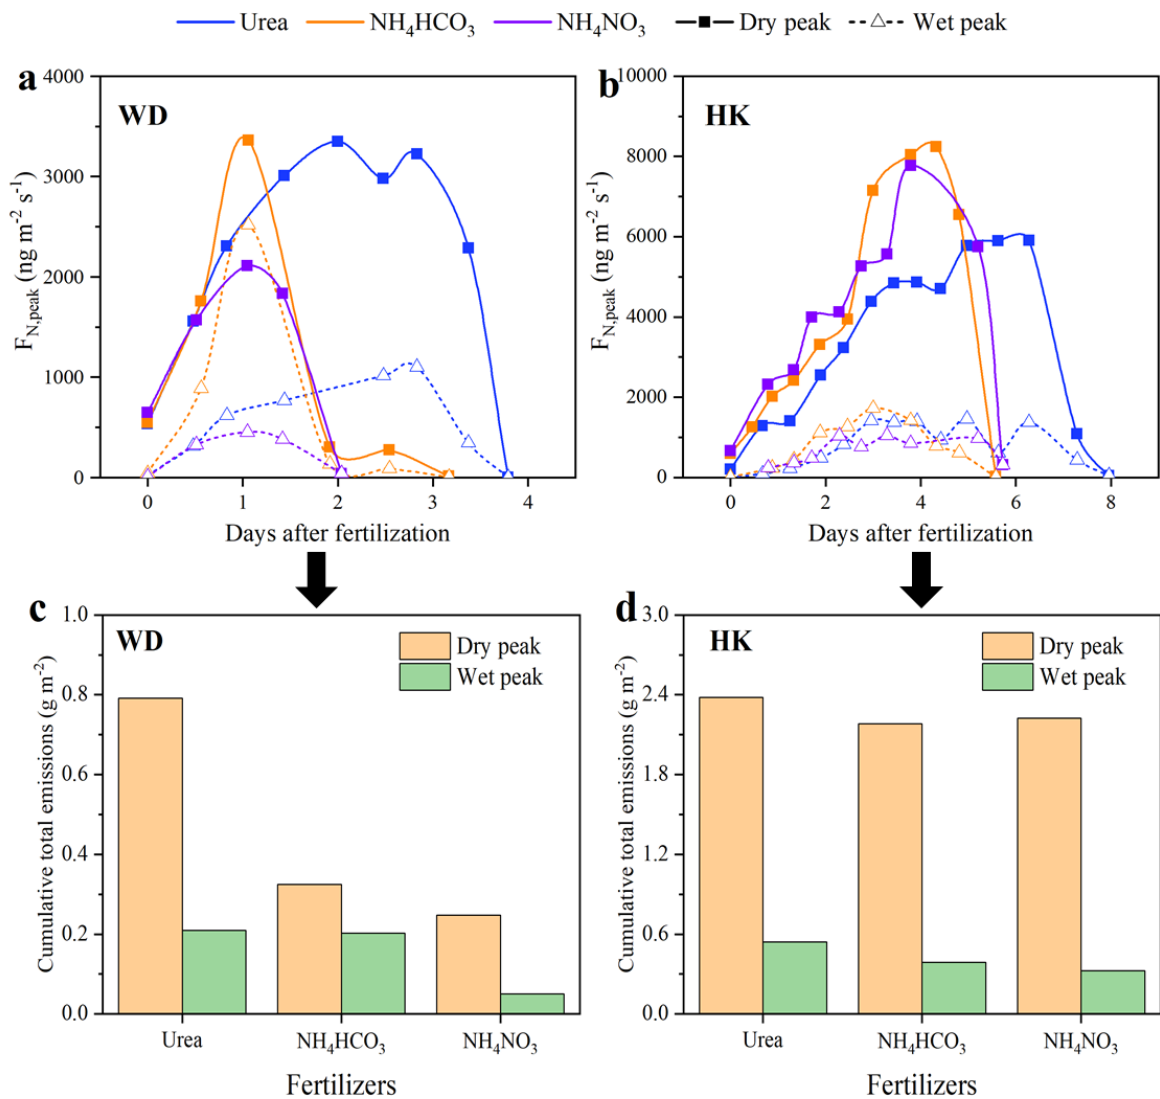 Urea NH₄HCO₃ NH₄NO₃ Dry peak Wet peak
a
WD
F_N,peak (ng m⁻² s⁻¹)
4000
3000
2000
1000
0
0 1 2 3 4
Days after fertilization
b
HK
F_N,peak (ng m⁻² s⁻¹)
10000
8000
6000
4000
2000
0
0 2 4 6 8
Days after fertilization
c
WD
Dry peak
Wet peak
Cumulative total emissions (g m⁻²)
1.0
0.8
0.6
0.4
0.2
0.0
Urea NH₄HCO₃ NH₄NO₃
Fertilizers
d
HK
Dry peak
Wet peak
Cumulative total emissions (g m⁻²)
3.0
2.4
1.8
1.2
0.6
0.0
Urea NH₄HCO₃ NH₄NO₃
Fertilizers